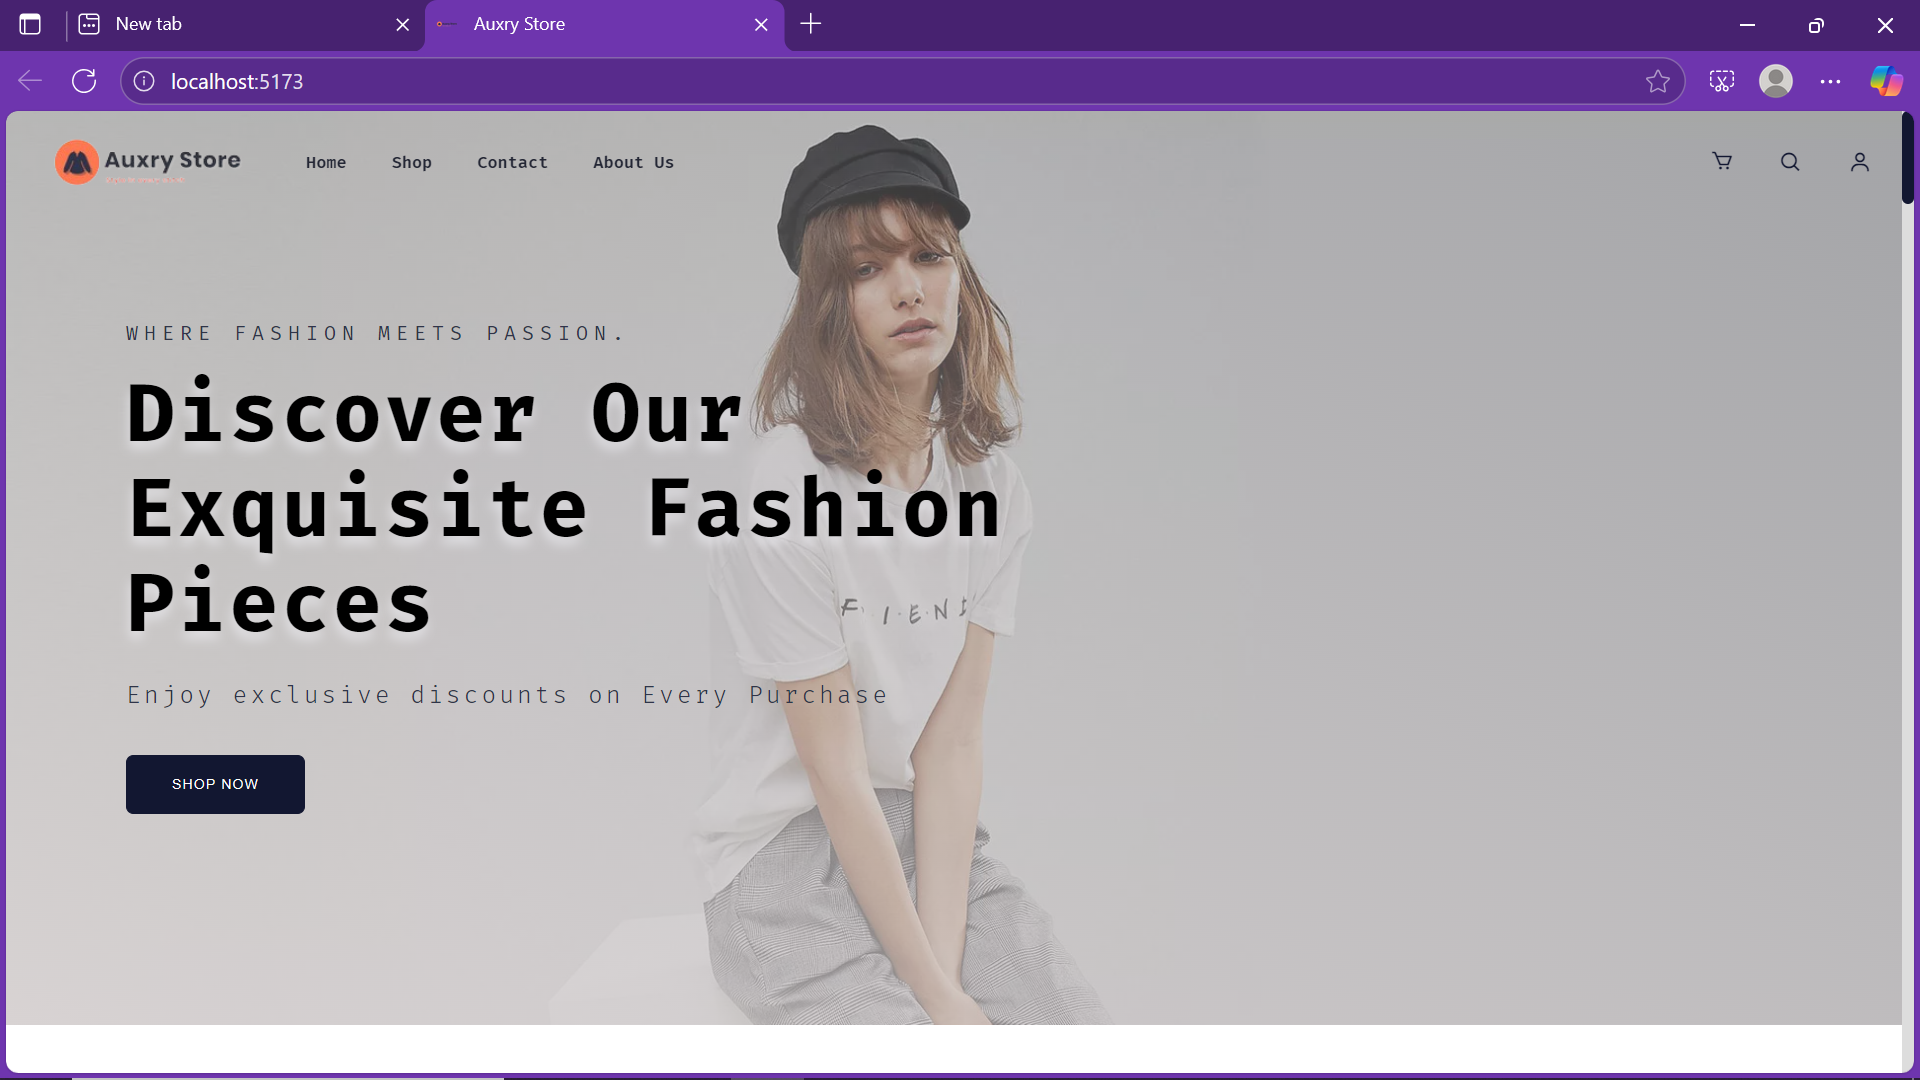 New tab
Auxry Store
localhost:5173
Auxry Store
Home
Shop
Contact
About Us
WHERE FASHION MEETS PASSION.
Discover Our
Exquisite Fashion
Pieces
F·IEND
Enjoy exclusive discounts on Every Purchase
SHOP NOW